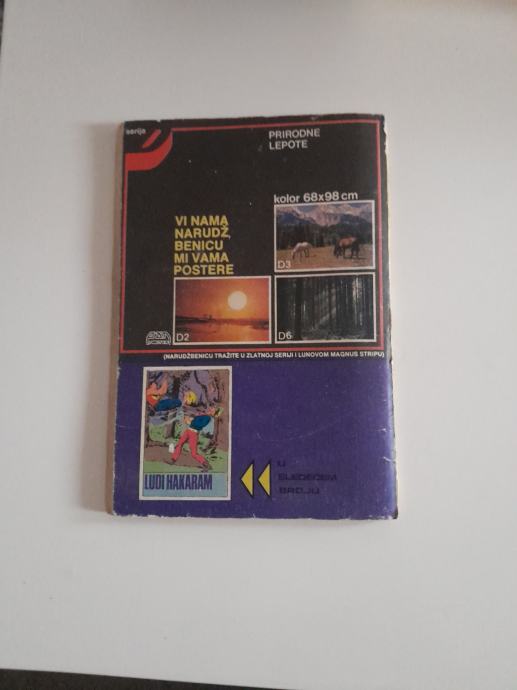 serija
PRIRODNE
LEPOTE
kolor 68x98 cm
VI NAMA
NARUDŽ,
BENICU
MI VAMA
POSTERE
D3
D2
D6
(NARUDŽBENICU TRAŽITE U ZLATNOJ SERIJI I LUNOVOM MAGNUS STRIPU)
LUDI HAKARAM
U
SLEDEĆEM
BROJU